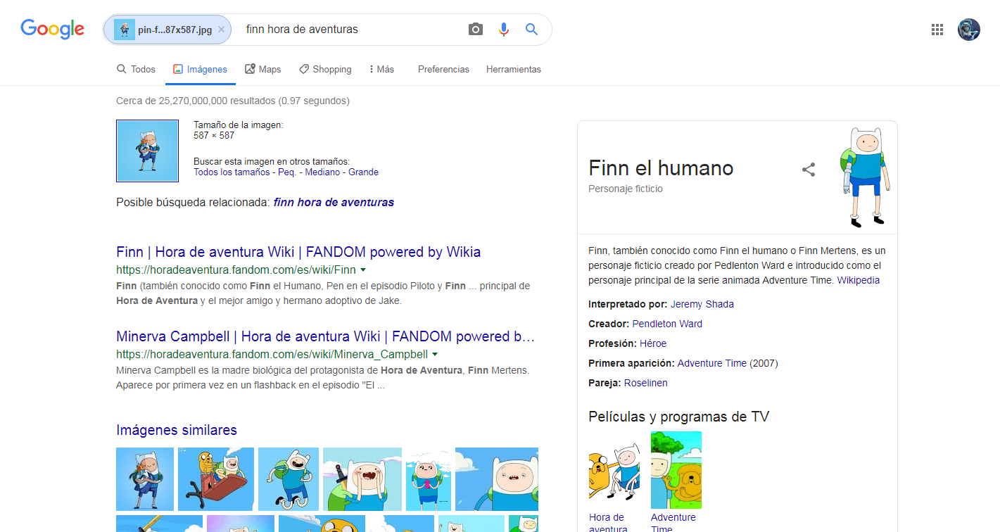 Google
pin-f...87x587.jpg ×
finn hora de aventuras
Todos
Imágenes
Maps
Shopping
Más
Preferencias
Herramientas
Cerca de 25,270,000,000 resultados (0.97 segundos)
Tamaño de la imagen:
587 × 587
Buscar esta imagen en otros tamaños:
Todos los tamaños - Peq. - Mediano - Grande
Posible búsqueda relacionada: finn hora de aventuras
Finn | Hora de aventura Wiki | FANDOM powered by Wikia
https://horadeaventura.fandom.com/es/wiki/Finn
Finn (también conocido como Finn el Humano, Pen en el episodio Piloto y Finn ... principal de
Hora de Aventura y el mejor amigo y hermano adoptivo de Jake.
Minerva Campbell | Hora de aventura Wiki | FANDOM powered b...
https://horadeaventura.fandom.com/es/wiki/Minerva_Campbell
Minerva Campbell es la madre biológica del protagonista de Hora de Aventura, Finn Mertens.
Aparece por primera vez en un flashback en el episodio "El ...
Imágenes similares
Finn el humano
Personaje ficticio
Finn, también conocido como Finn el humano o Finn Mertens, es un
personaje ficticio creado por Pedlenton Ward e introducido como el
personaje principal de la serie animada Adventure Time. Wikipedia
Interpretado por: Jeremy Shada
Creador: Pendleton Ward
Profesión: Héroe
Primera aparición: Adventure Time (2007)
Pareja: Roselinen
Películas y programas de TV
Hora de
aventura
Adventure
Time